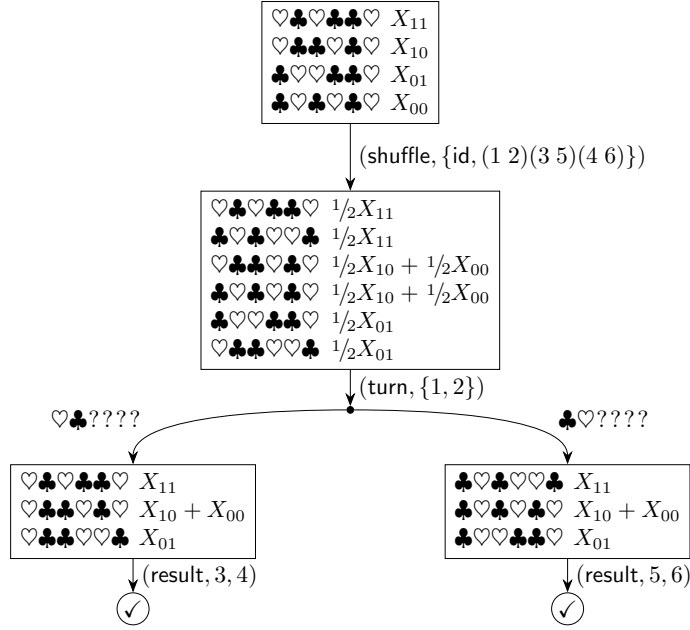 ♡♣♡♣♣♡ X₁₁
♡♣♣♡♣♡ X₁₀
♣♡♡♣♣♡ X₀₁
♣♡♣♡♣♡ X₀₀
(shuffle, {id, (1 2)(3 5)(4 6)})
♡♣♡♣♣♡ 1/2X₁₁
♣♡♣♡♡♣ 1/2X₁₁
♡♣♣♡♣♡ 1/2X₁₀ + 1/2X₀₀
♣♡♣♡♣♡ 1/2X₁₀ + 1/2X₀₀
♣♡♡♣♣♡ 1/2X₀₁
♡♣♣♡♡♣ 1/2X₀₁
(turn, {1, 2})
♡♣????
♣♡????
♡♣♡♣♣♡ X₁₁
♡♣♣♡♣♡ X₁₀ + X₀₀
♡♣♣♡♡♣ X₀₁
♣♡♣♡♡♣ X₁₁
♣♡♣♡♣♡ X₁₀ + X₀₀
♣♡♡♣♣♡ X₀₁
(result, 3, 4)
(result, 5, 6)
✓
✓